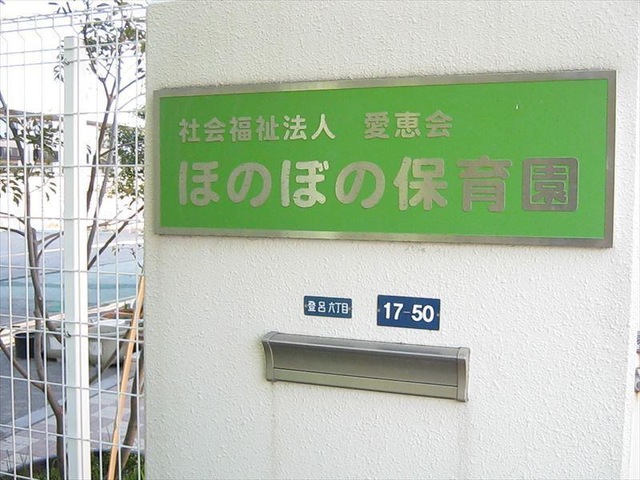 社会福祉法人 愛恵会
ほのぼの保育園
登呂六丁目
17-50